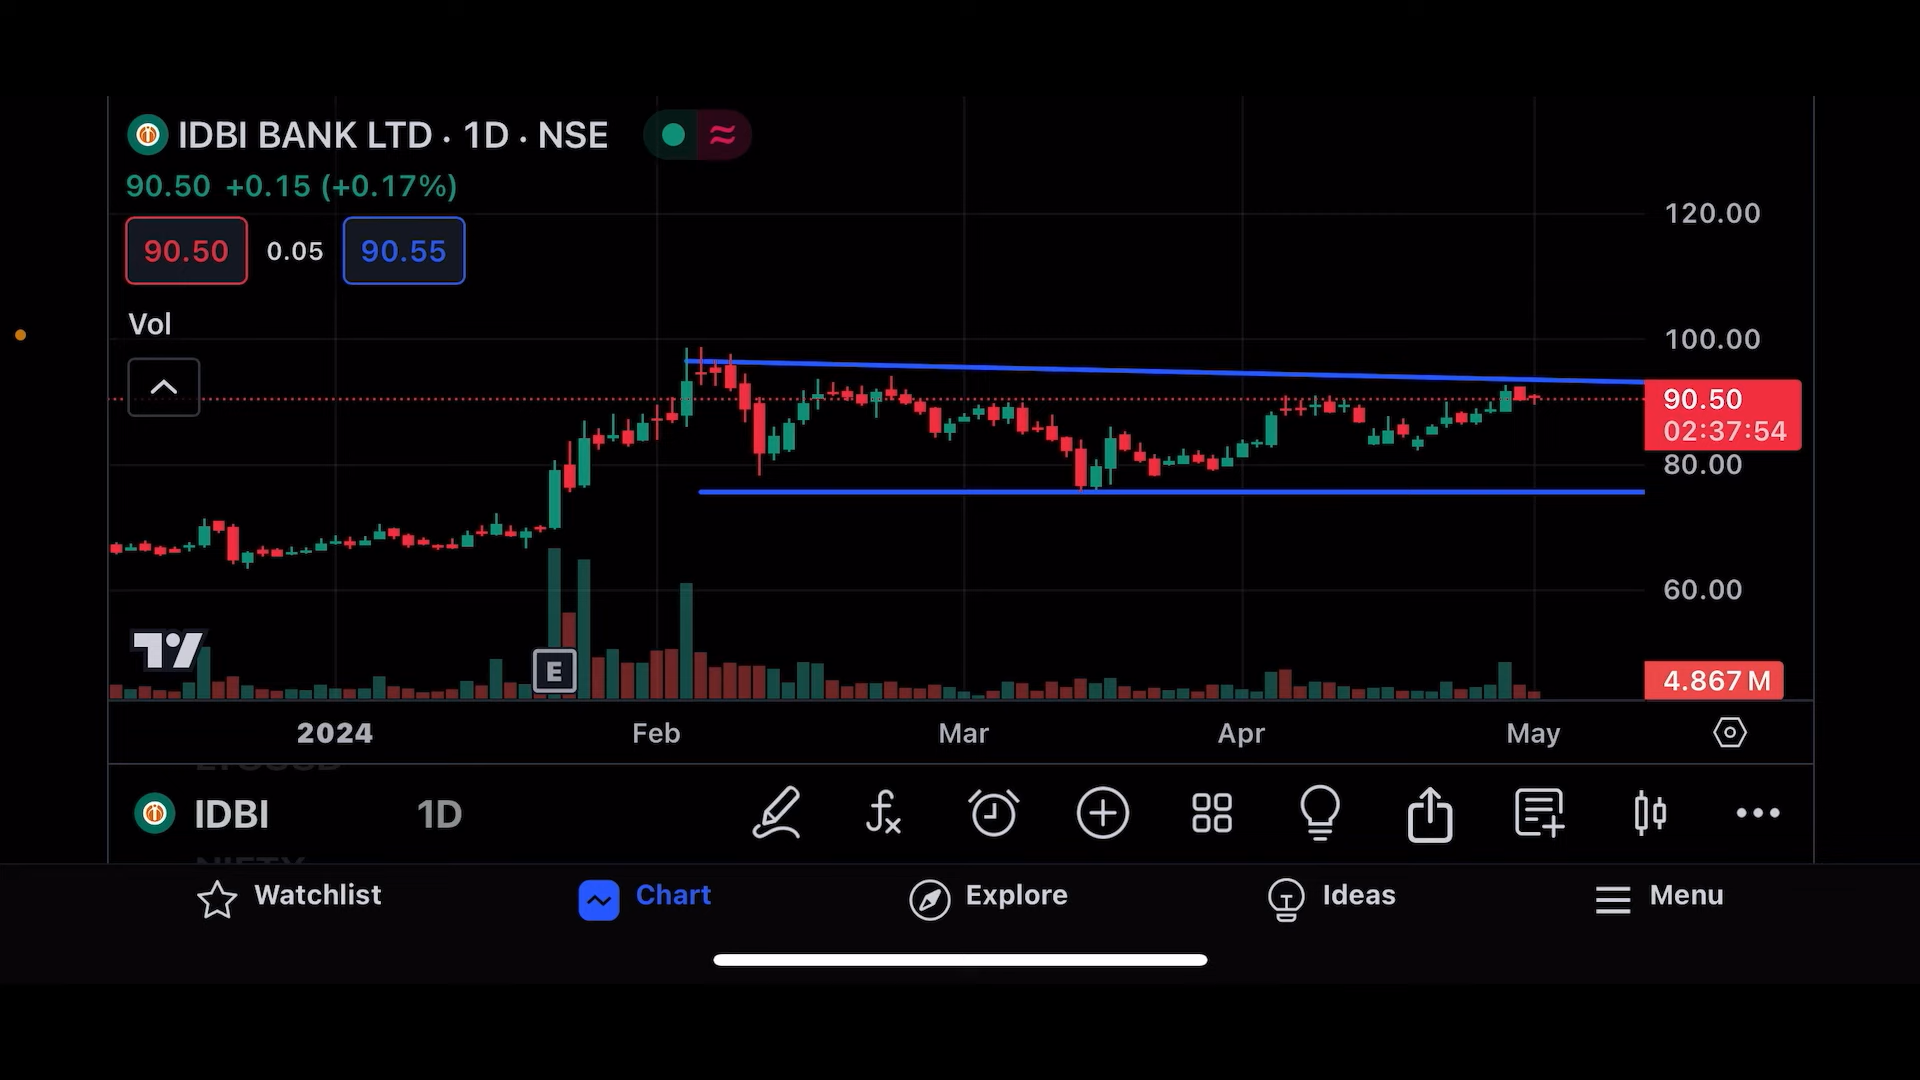 IDBI BANK LTD · 1D · NSE
90.50 +0.15 (+0.17%)
90.50 0.05 90.55
Vol
120.00
100.00
90.50
02:37:54
80.00
60.00
E
4.867 M
2024 Feb Mar Apr May
IDBI 1D
NIFTY
Watchlist Chart Explore Ideas Menu